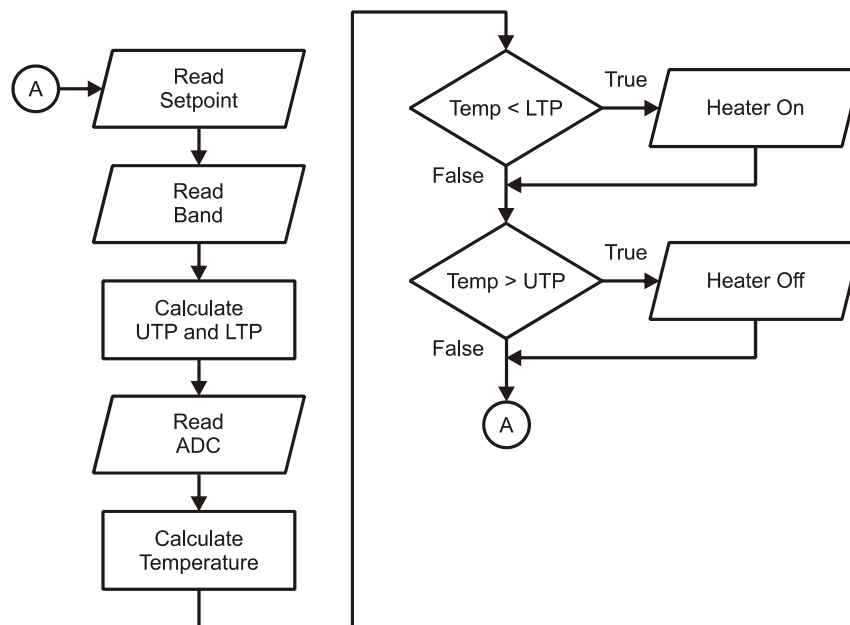 A
Read
Setpoint
Read
Band
Calculate
UTP and LTP
Read
ADC
Calculate
Temperature
Temp < LTP
True
Heater On
False
Temp > UTP
True
Heater Off
False
A